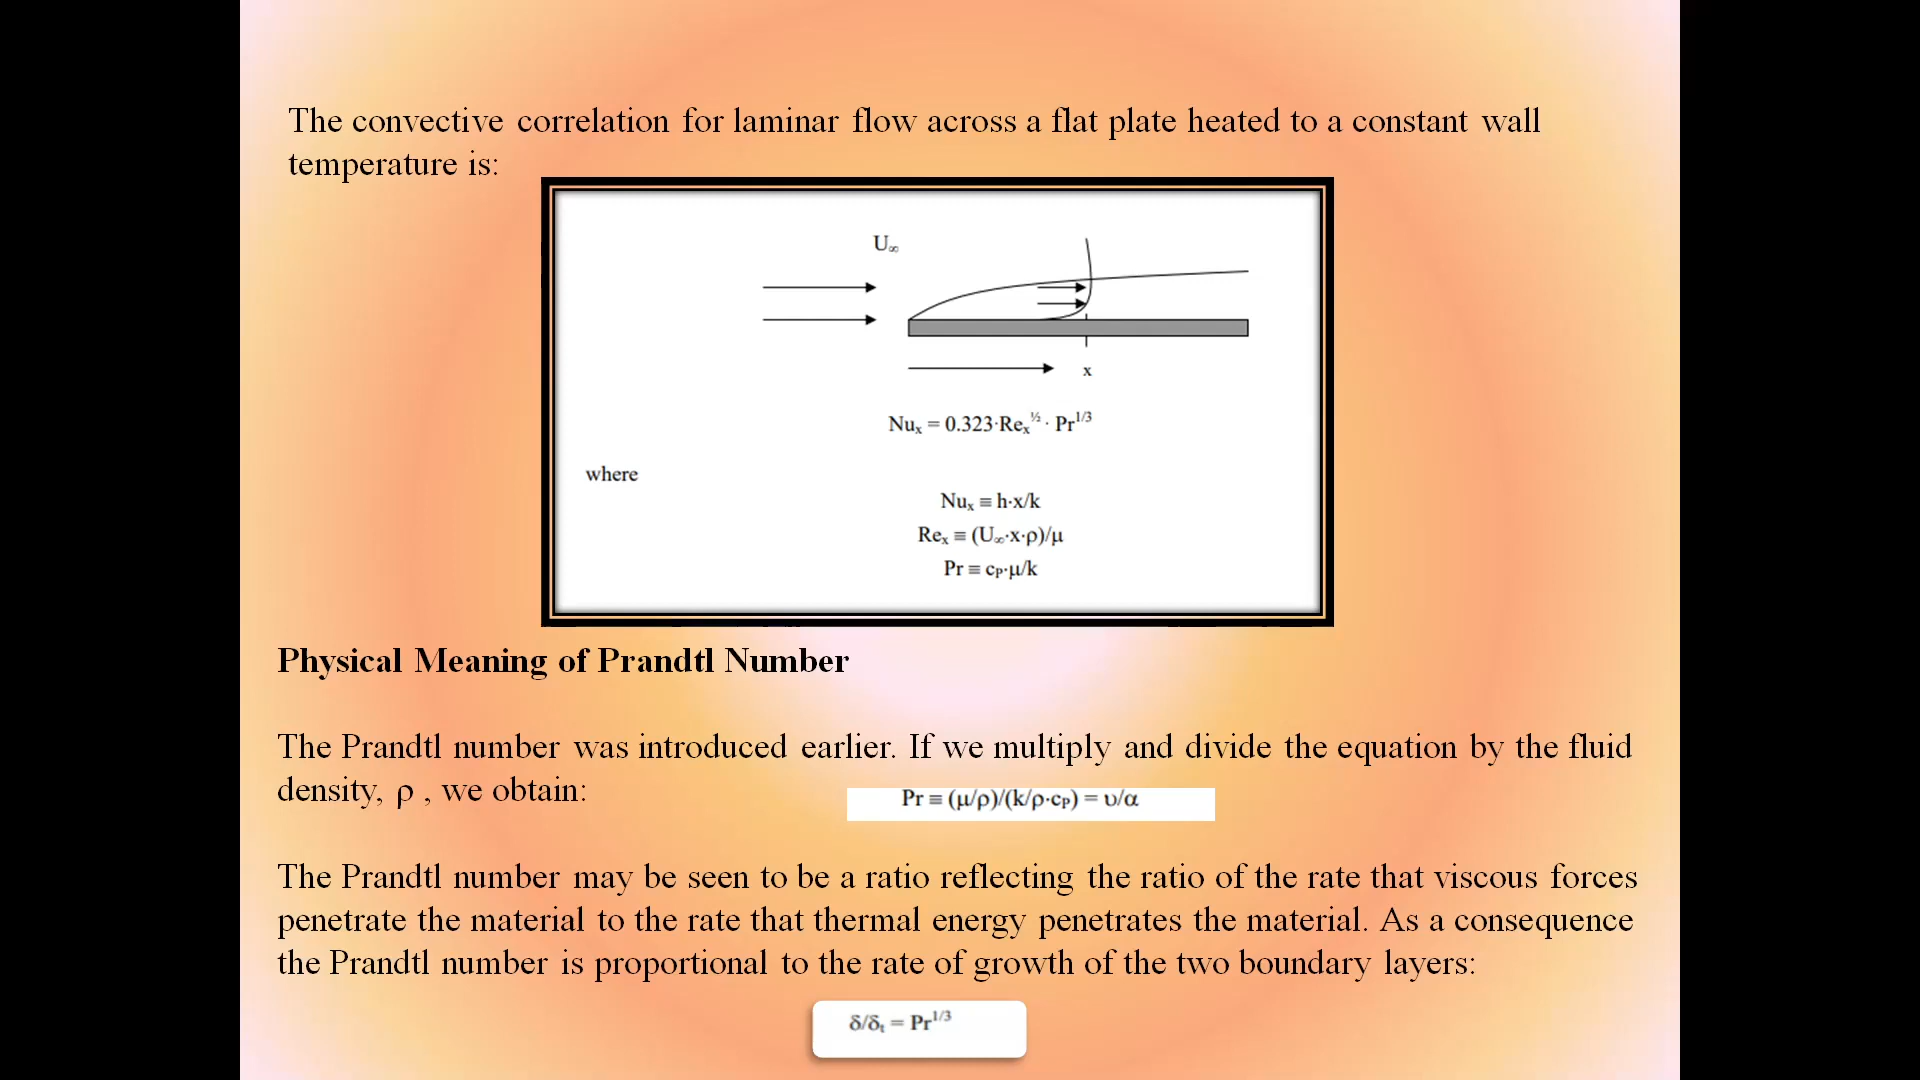 The convective correlation for laminar flow across a flat plate heated to a constant wall
temperature is:
U∞
x
Nuₓ = 0.323·Reₓ^½ · Pr^1/3
where
Nuₓ ≡ h·x/k
Reₓ ≡ (U∞·x·ρ)/μ
Pr ≡ c_P·μ/k
Physical Meaning of Prandtl Number
The Prandtl number was introduced earlier. If we multiply and divide the equation by the fluid
density, ρ , we obtain:
Pr ≡ (μ/ρ)/(k/ρ·c_P) = υ/α
The Prandtl number may be seen to be a ratio reflecting the ratio of the rate that viscous forces
penetrate the material to the rate that thermal energy penetrates the material. As a consequence
the Prandtl number is proportional to the rate of growth of the two boundary layers:
δ/δₜ = Pr^1/3